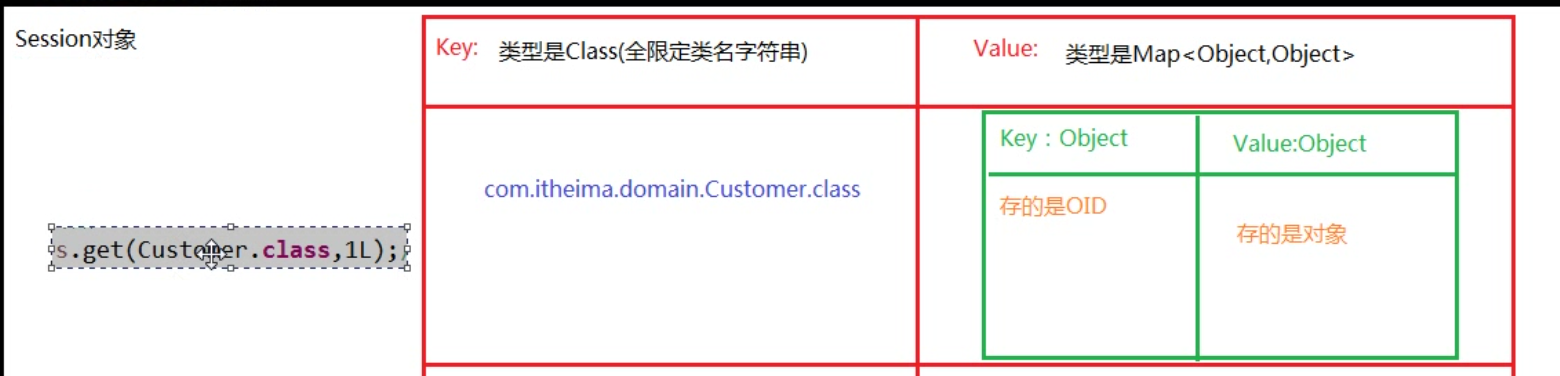 Session对象
Key: 类型是Class(全限定类名字符串)
Value: 类型是Map<Object,Object>
Key：Object
Value:Object
com.itheima.domain.Customer.class
存的是OID
存的是对象
s.get(Customer.class,1L);